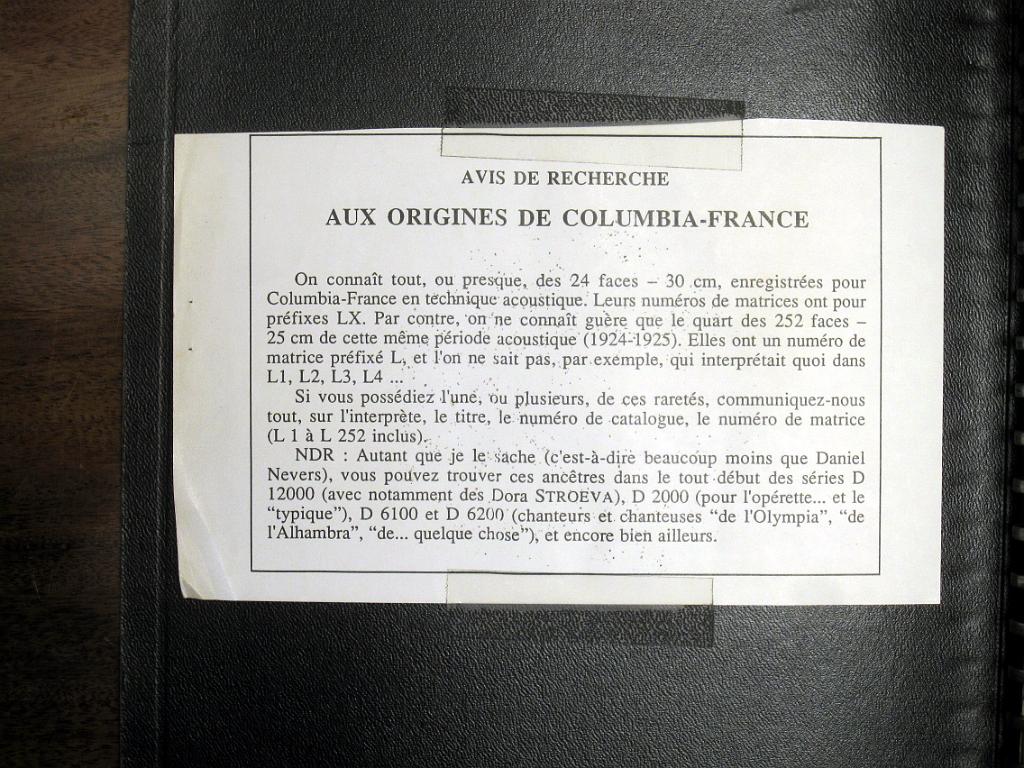 AVIS DE RECHERCHE
AUX ORIGINES DE COLUMBIA-FRANCE
On connaît tout, ou presque, des 24 faces – 30 cm, enregistrées pour
Columbia-France en technique acoustique. Leurs numéros de matrices ont pour
préfixes LX. Par contre, on ne connaît guère que le quart des 252 faces –
25 cm de cette même période acoustique (1924-1925). Elles ont un numéro de
matrice préfixé L, et l'on ne sait pas, par exemple, qui interprétait quoi dans
L1, L2, L3, L4 ...
Si vous possédiez l'une, ou plusieurs, de ces raretés, communiquez-nous
tout, sur l'interprète, le titre, le numéro de catalogue, le numéro de matrice
(L 1 à L 252 inclus).
NDR : Autant que je le sache (c'est-à-dire beaucoup moins que Daniel
Nevers), vous pouvez trouver ces ancêtres dans le tout début des séries D
12000 (avec notamment des Dora STROEVA), D 2000 (pour l'opérette... et le
“typique”), D 6100 et D 6200 (chanteurs et chanteuses “de l'Olympia”, “de
l'Alhambra”, “de... quelque chose”), et encore bien ailleurs.